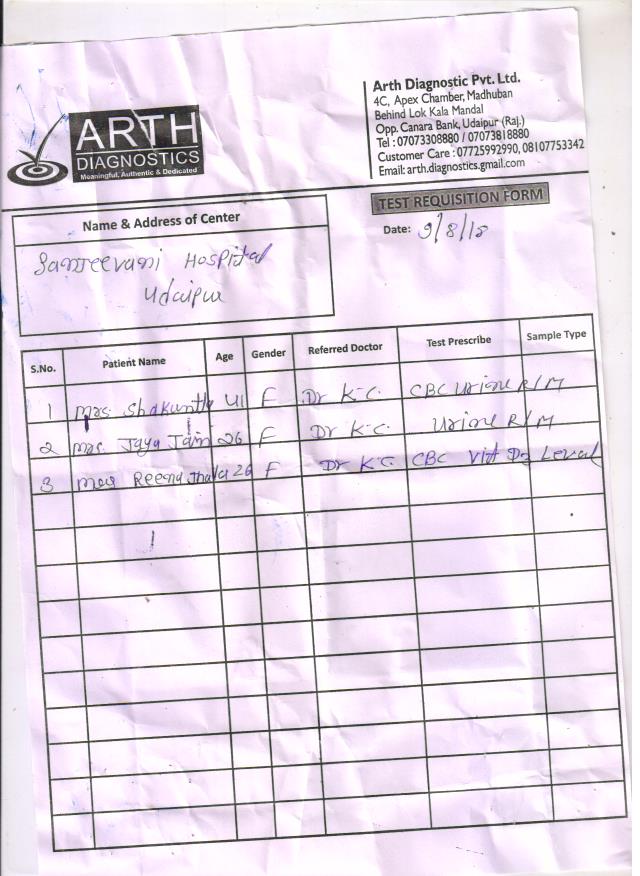 ARTH
DIAGNOSTICS
Meaningful, Authentic & Dedicated
Arth Diagnostic Pvt. Ltd.
4C, Apex Chamber, Madhuban
Behind Lok Kala Mandal
Opp. Canara Bank, Udaipur (Raj.)
Tel : 07073308880 / 07073818880
Customer Care : 07725992990, 08107753342
Email: arth.diagnostics.gmail.com
TEST REQUISITION FORM
Date: 9/8/18
Name & Address of Center
Sanjeevani Hospital
Udaipur
S.No. Patient Name Age Gender Referred Doctor Test Prescribe Sample Type
1 Mrs. Shakuntla 41 F Dr K.C. CBC Urine R/M
2 Mrs. Jaya Jain 26 F Dr K.C. Urine R/M
3 Mrs Reena Jhala 26 F Dr K.C. CBC Vit D3 Leval